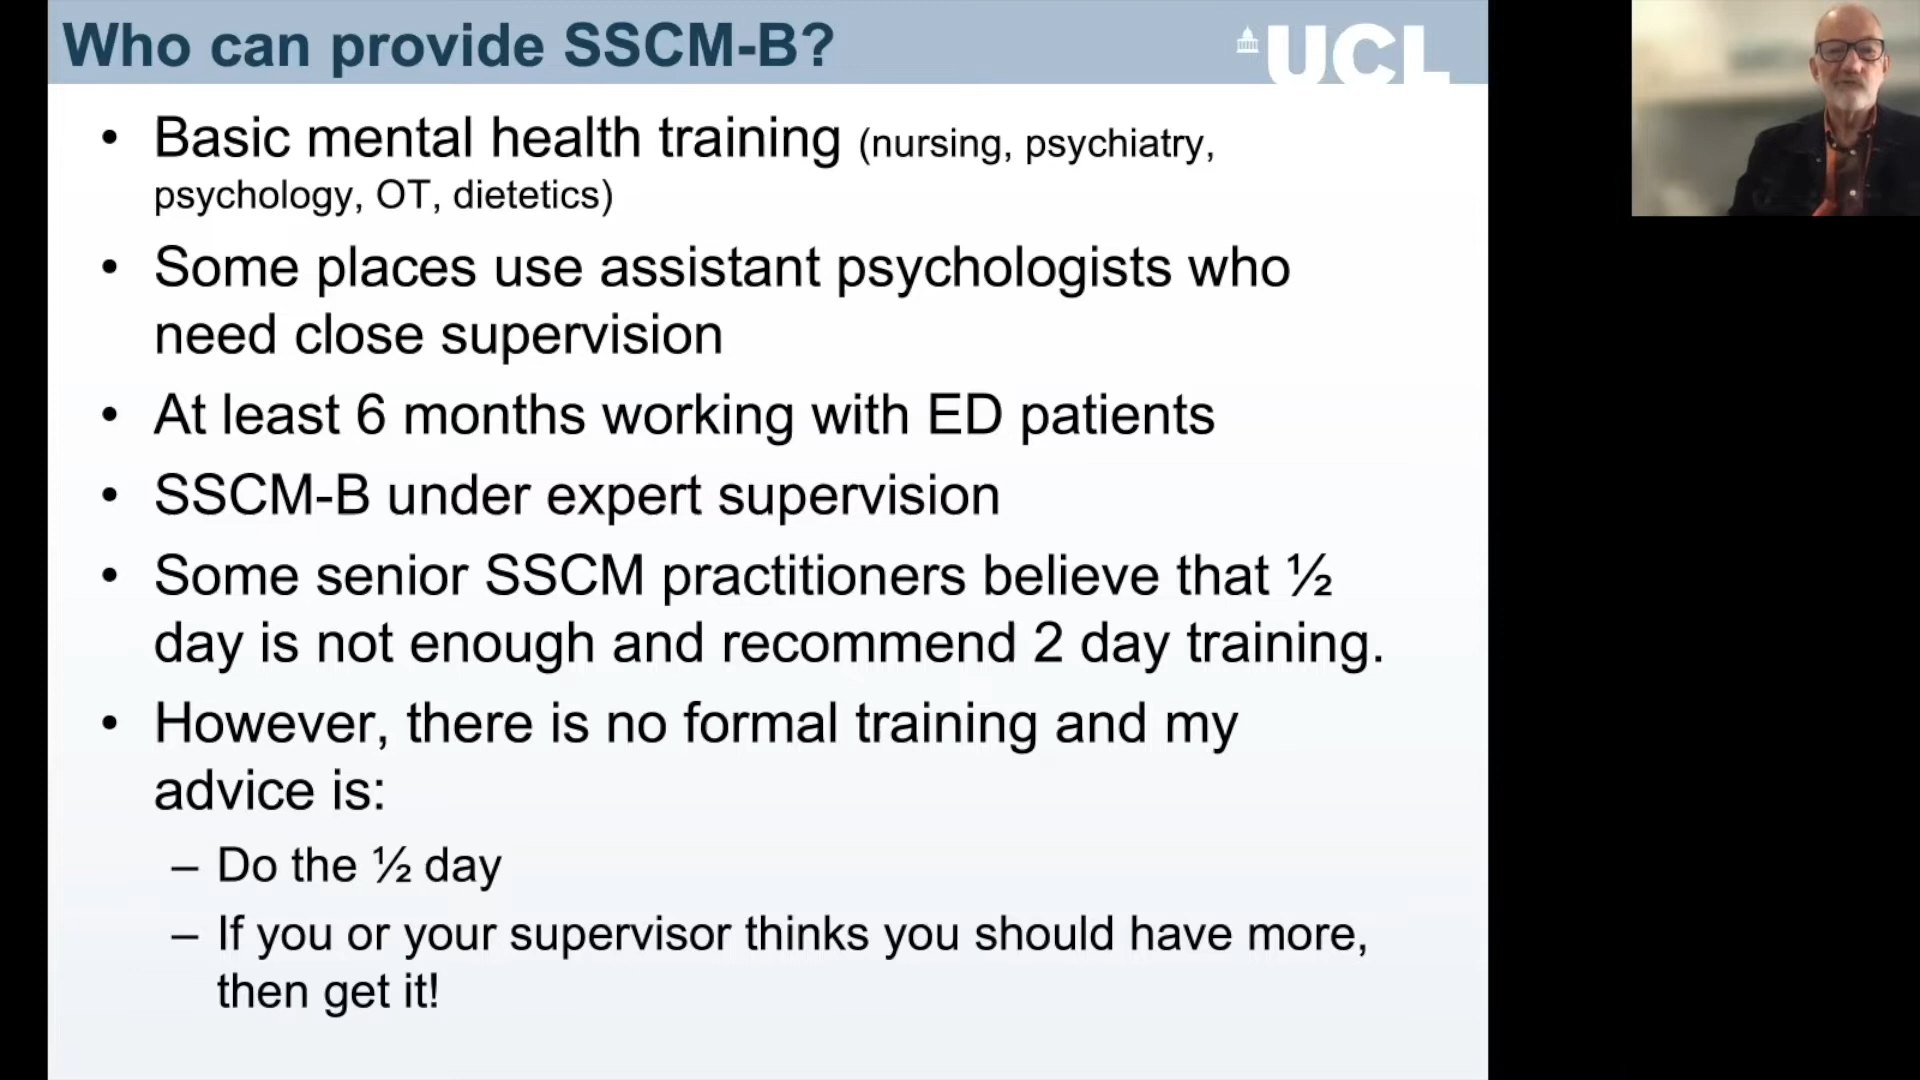 Who can provide SSCM-B?
UCL
• Basic mental health training (nursing, psychiatry,
psychology, OT, dietetics)
• Some places use assistant psychologists who
need close supervision
• At least 6 months working with ED patients
• SSCM-B under expert supervision
• Some senior SSCM practitioners believe that ½
day is not enough and recommend 2 day training.
• However, there is no formal training and my
advice is:
– Do the ½ day
– If you or your supervisor thinks you should have more,
then get it!